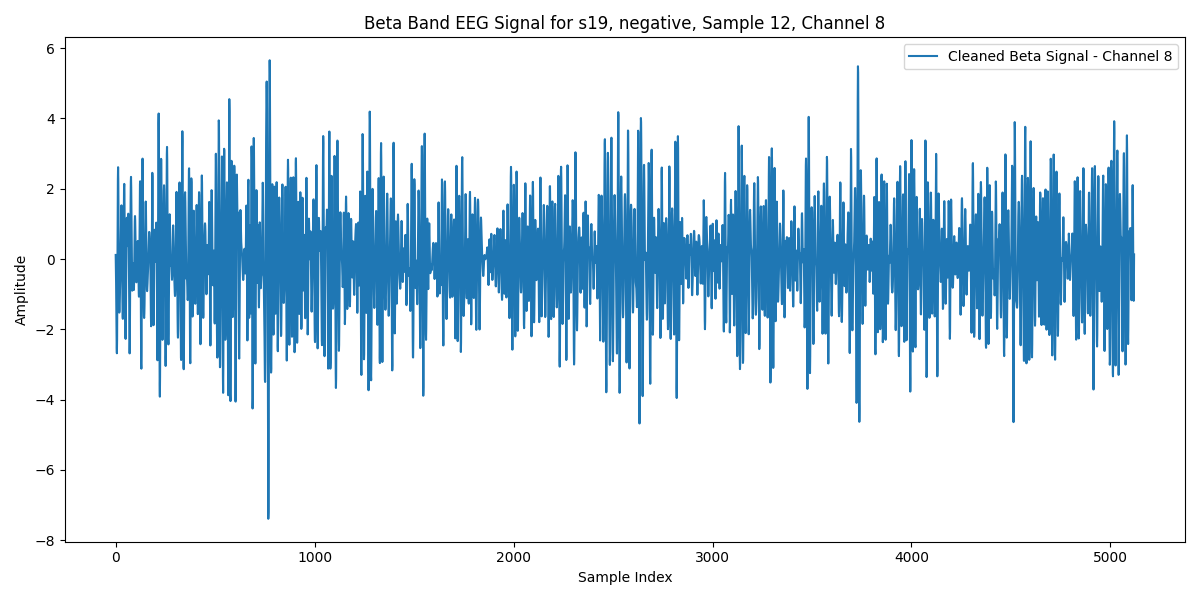 Beta Band EEG Signal for s19, negative, Sample 12, Channel 8
Cleaned Beta Signal - Channel 8
6
4
2
0
−2
−4
−6
−8
Amplitude
0 1000 2000 3000 4000 5000
Sample Index